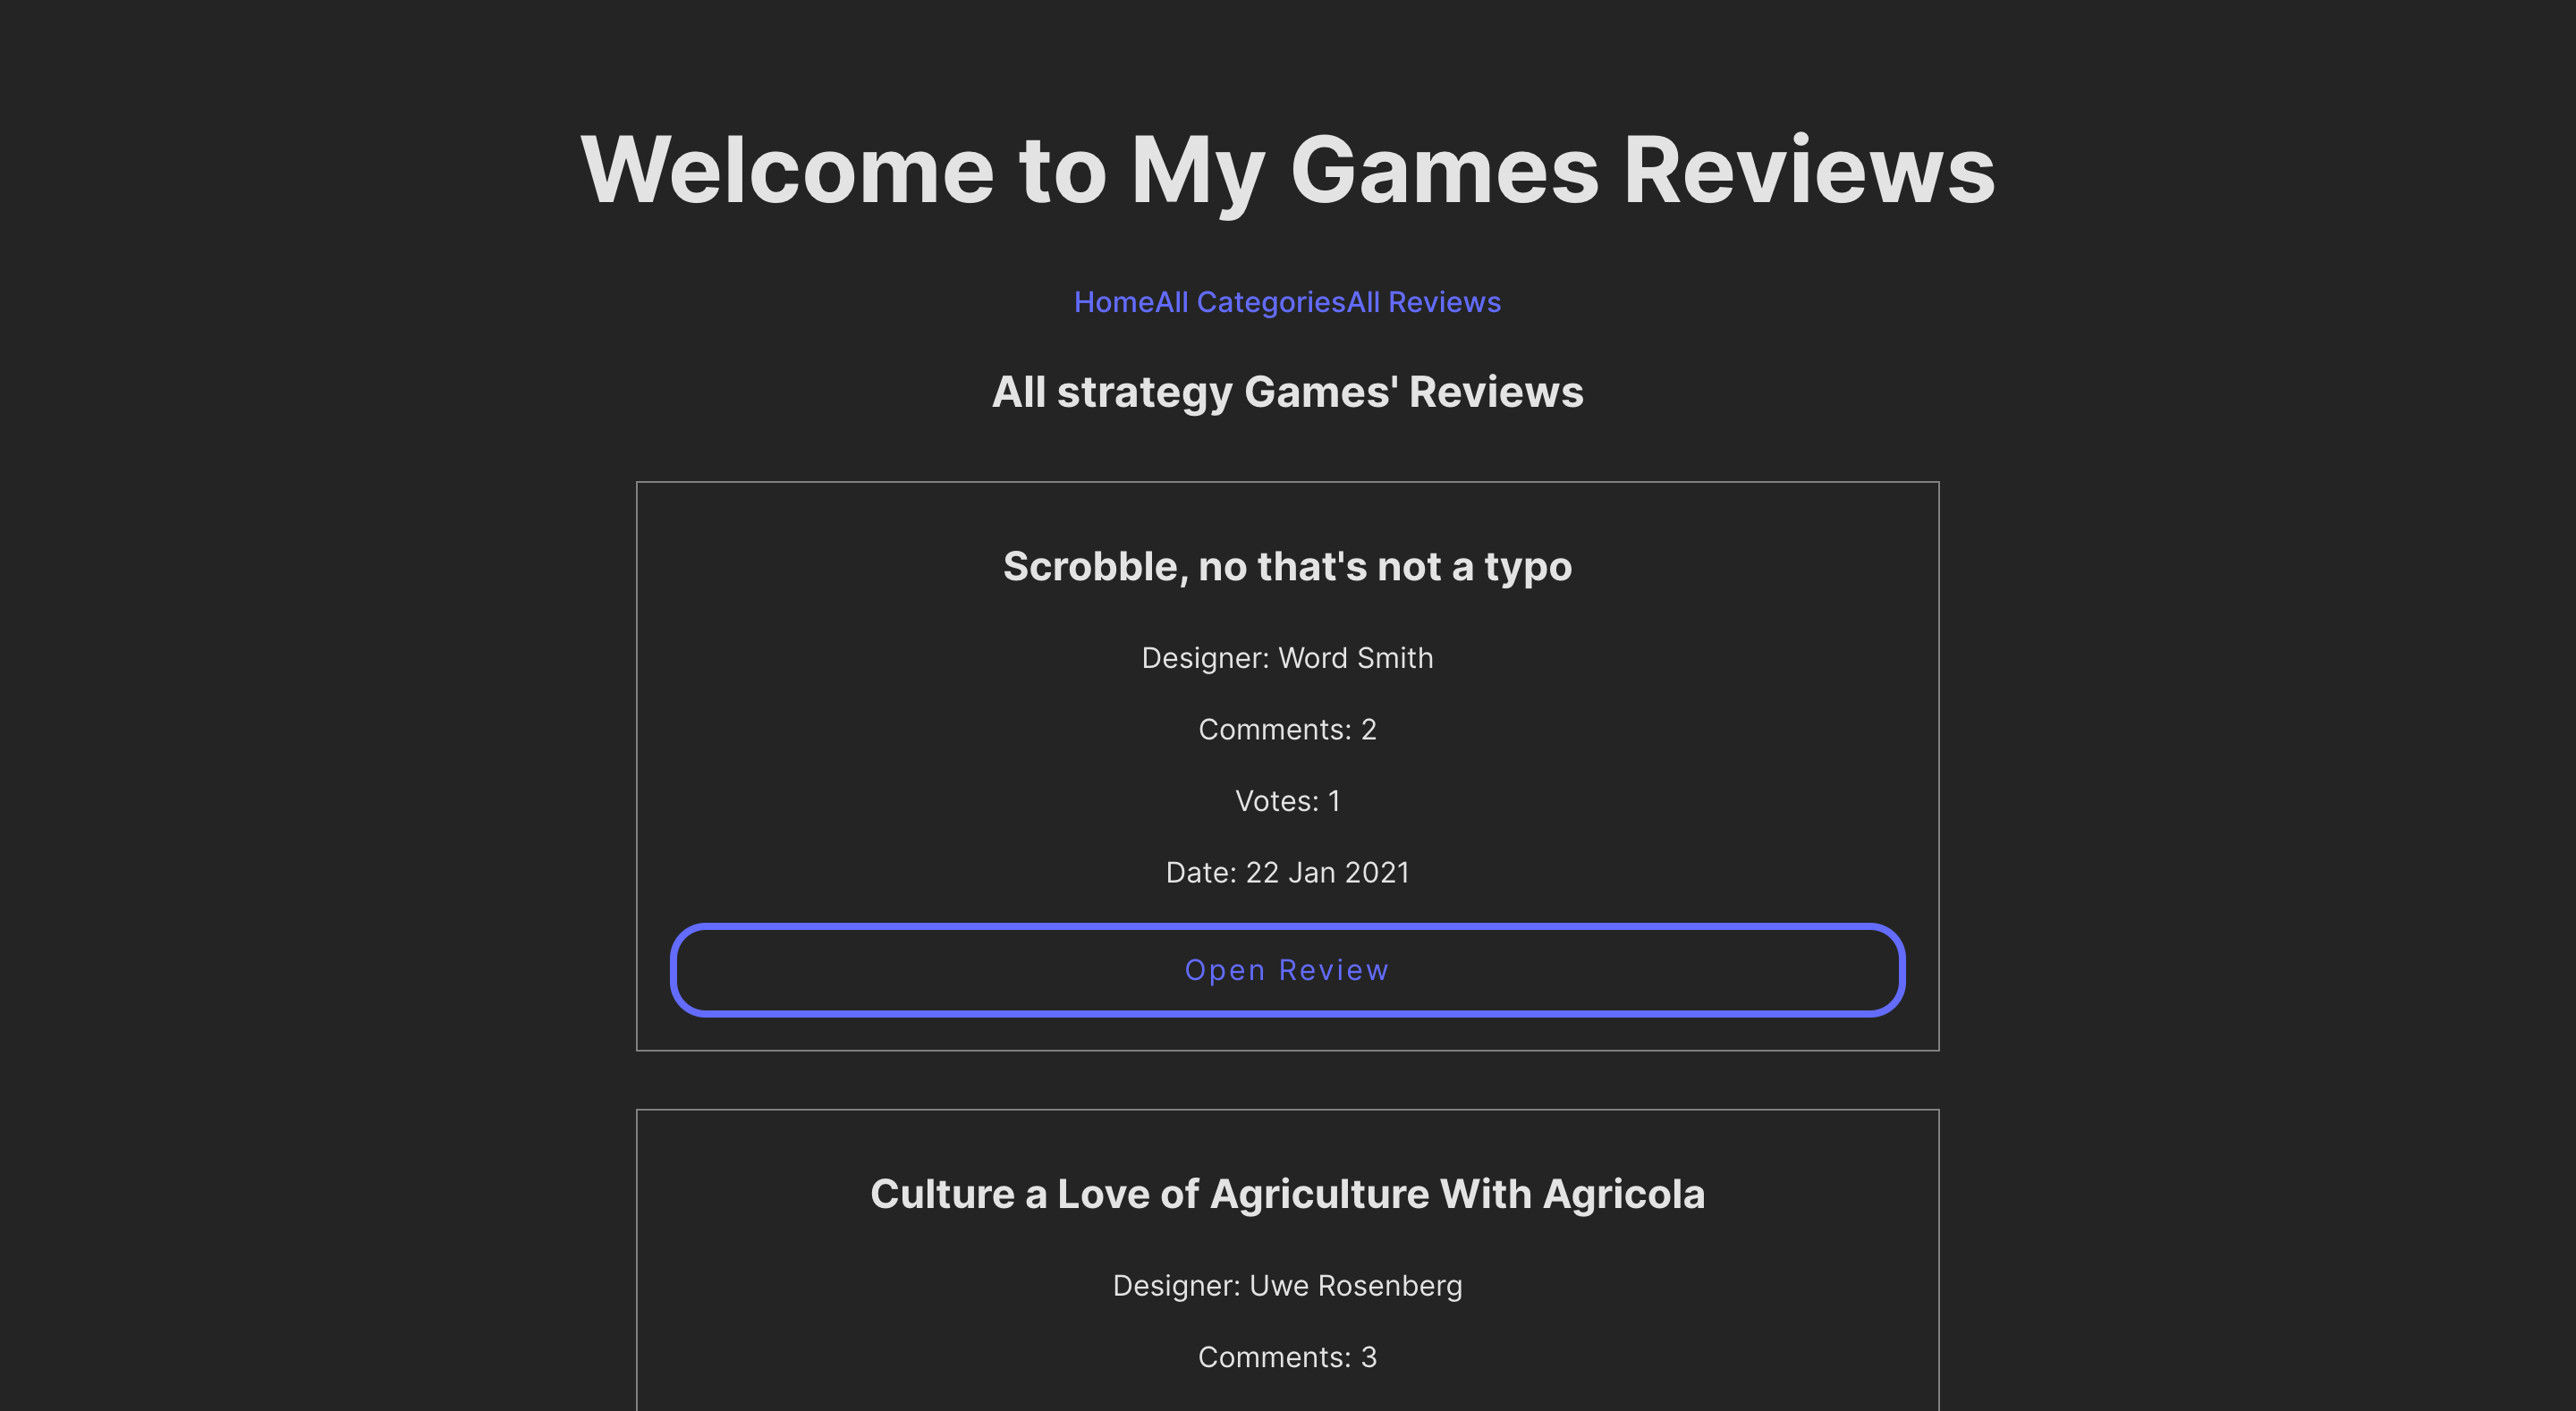 Welcome to My Games Reviews
HomeAll CategoriesAll Reviews
All strategy Games' Reviews
Scrobble, no that's not a typo
Designer: Word Smith
Comments: 2
Votes: 1
Date: 22 Jan 2021
Open Review
Culture a Love of Agriculture With Agricola
Designer: Uwe Rosenberg
Comments: 3